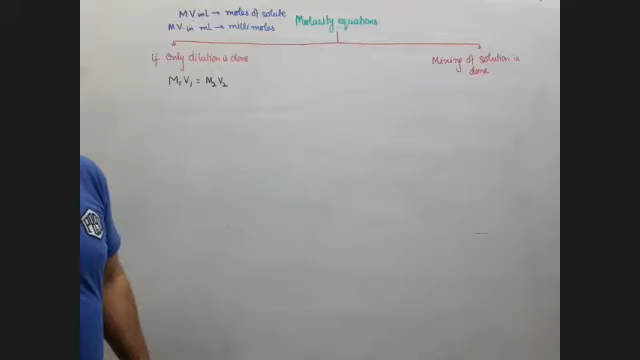 MV in L → moles of solute
MV in mL → milli moles
Molarity equations
if Only dilution is done
M₁V₁ = M₂V₂
Mixing of solution is
done